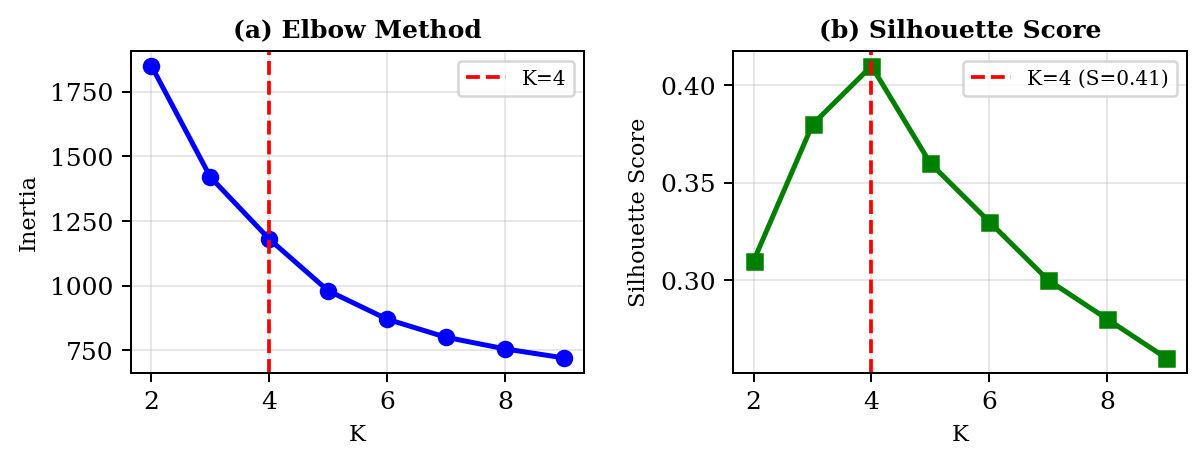 (a) Elbow Method
Inertia
1750
1500
1250
1000
750
2 4 6 8
K
K=4
(b) Silhouette Score
Silhouette Score
0.40
0.35
0.30
2 4 6 8
K
K=4 (S=0.41)